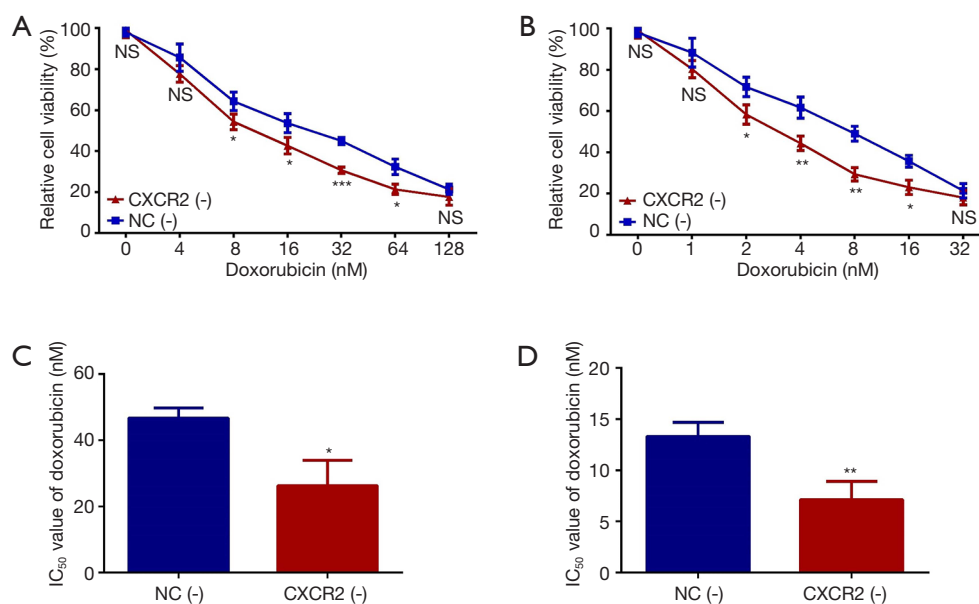 A
Relative cell viability (%)
100
80
60
40
20
0
NS
NS
*
*
***
*
NS
CXCR2 (-)
NC (-)
0 4 8 16 32 64 128
Doxorubicin (nM)
B
Relative cell viability (%)
100
80
60
40
20
0
NS
NS
*
**
**
*
NS
CXCR2 (-)
NC (-)
0 1 2 4 8 16 32
Doxorubicin (nM)
C
IC50 value of doxorubicin (nM)
60
40
20
0
*
NC (-) CXCR2 (-)
D
IC50 value of doxorubicin (nM)
20
15
10
5
0
**
NC (-) CXCR2 (-)